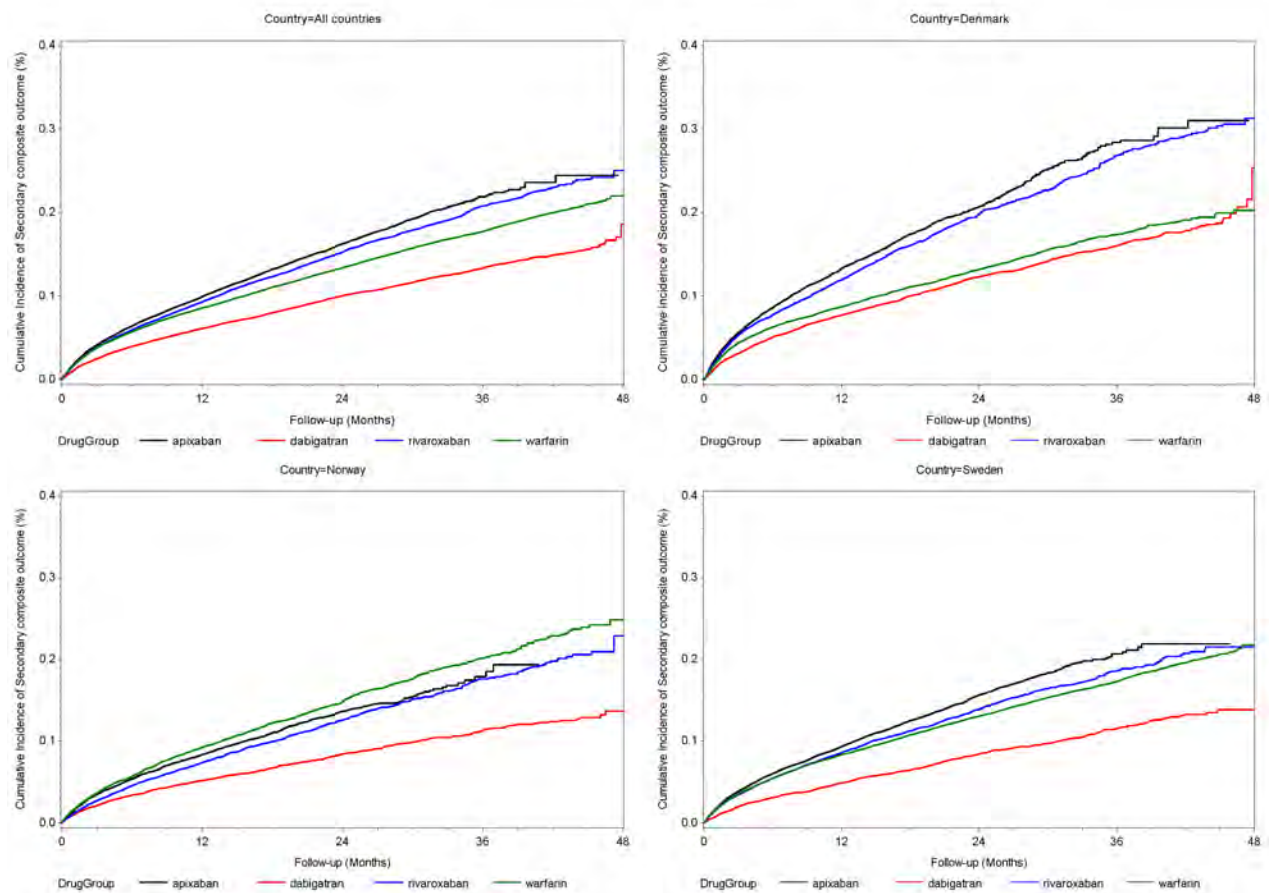 Country=All countries
Cumulative Incidence of Secondary composite outcome (%)
0.4
0.3
0.2
0.1
0.0
0 12 24 36 48
Follow-up (Months)
DrugGroup apixaban dabigatran rivaroxaban warfarin
Country=Denmark
Cumulative incidence of Secondary composite outcome (%)
0.4
0.3
0.2
0.1
0.0
0 12 24 36 48
Follow-up (Months)
DrugGroup apixaban dabigatran rivaroxaban warfarin
Country=Norway
Cumulative Incidence of Secondary composite outcome (%)
0.4
0.3
0.2
0.1
0.0
0 12 24 36 48
Follow-up (Months)
DrugGroup apixaban dabigatran rivaroxaban warfarin
Country=Sweden
Cumulative Incidence of Secondary composite outcome (%)
0.4
0.3
0.2
0.1
0.0
0 12 24 36 48
Follow-up (Months)
DrugGroup apixaban dabigatran rivaroxaban warfarin